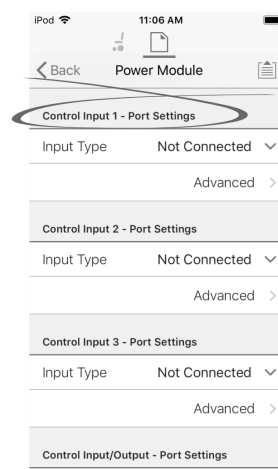 iPod 11:06 AM
Back Power Module
Control Input 1 - Port Settings
Input Type Not Connected
Advanced
Control Input 2 - Port Settings
Input Type Not Connected
Advanced
Control Input 3 - Port Settings
Input Type Not Connected
Advanced
Control Input/Output - Port Settings